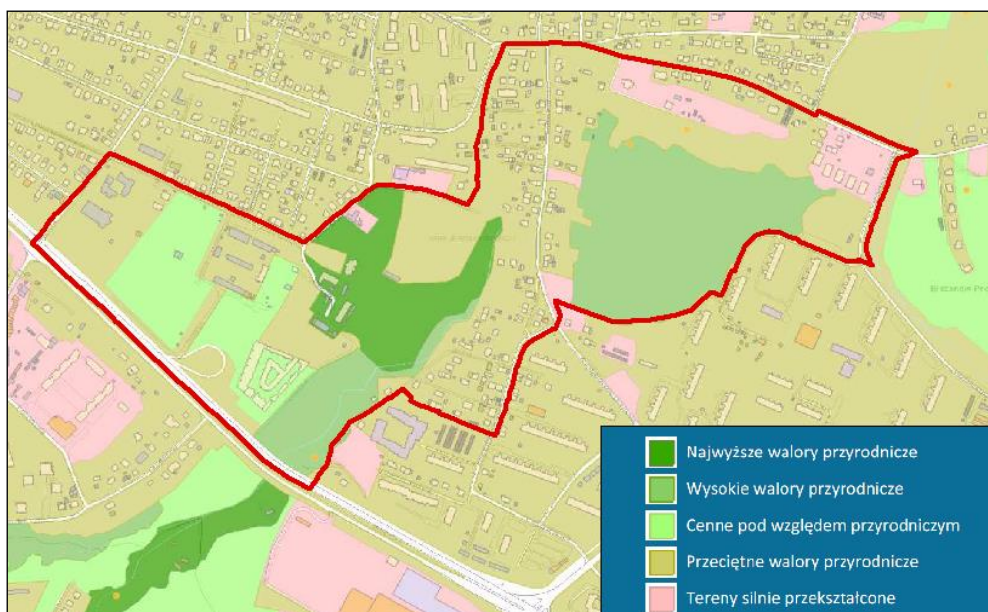 Najwyższe walory przyrodnicze
Wysokie walory przyrodnicze
Cenne pod względem przyrodniczym
Przeciętne walory przyrodnicze
Tereny silnie przekształcone